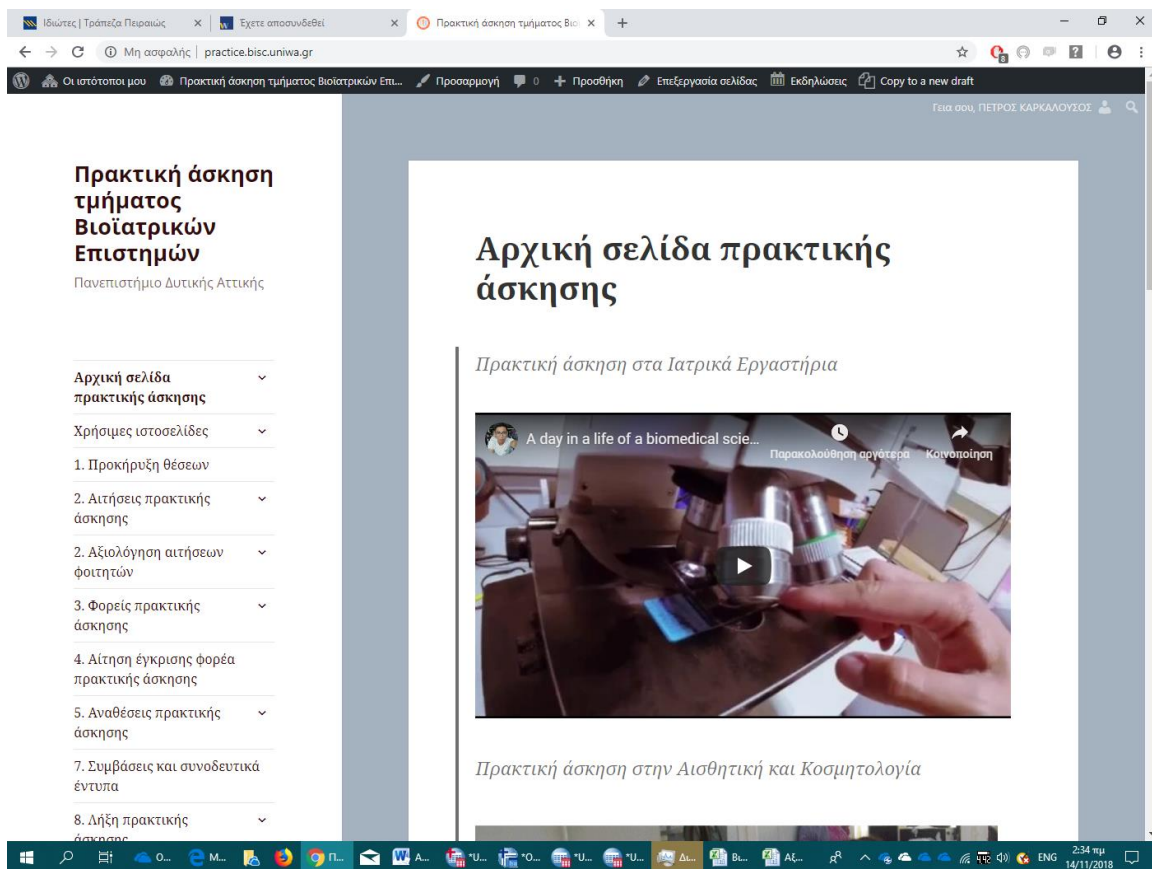 Ιδιώτες | Τράπεζα Πειραιώς
Έχετε αποσυνδεθεί
Πρακτική άσκηση τμήματος Βιο
Μη ασφαλής | practice.bisc.uniwa.gr
Οι ιστότοποι μου Πρακτική άσκηση τμήματος Βιοϊατρικών Επι... Προσαρμογή 0 Προσθήκη Επεξεργασία σελίδας Εκδηλώσεις Copy to a new draft
Γεια σου, ΠΕΤΡΟΣ ΚΑΡΚΑΛΟΥΣΟΣ
Πρακτική άσκηση
τμήματος
Βιοϊατρικών
Επιστημών
Πανεπιστήμιο Δυτικής Αττικής
Αρχική σελίδα
πρακτικής άσκησης
Χρήσιμες ιστοσελίδες
1. Προκήρυξη θέσεων
2. Αιτήσεις πρακτικής
άσκησης
2. Αξιολόγηση αιτήσεων
φοιτητών
3. Φορείς πρακτικής
άσκησης
4. Αίτηση έγκρισης φορέα
πρακτικής άσκησης
5. Αναθέσεις πρακτικής
άσκησης
7. Συμβάσεις και συνοδευτικά
έντυπα
8. Λήξη πρακτικής
άσκησης
Αρχική σελίδα πρακτικής
άσκησης
Πρακτική άσκηση στα Ιατρικά Εργαστήρια
A day in a life of a biomedical scie...
Παρακολούθηση αργότερα Κοινοποίηση
Πρακτική άσκηση στην Αισθητική και Κοσμητολογία
O... M... Π... A... *U... *O... *U... *U... Δι... Βι... Αξ... ENG 2:34 πμ
14/11/2018